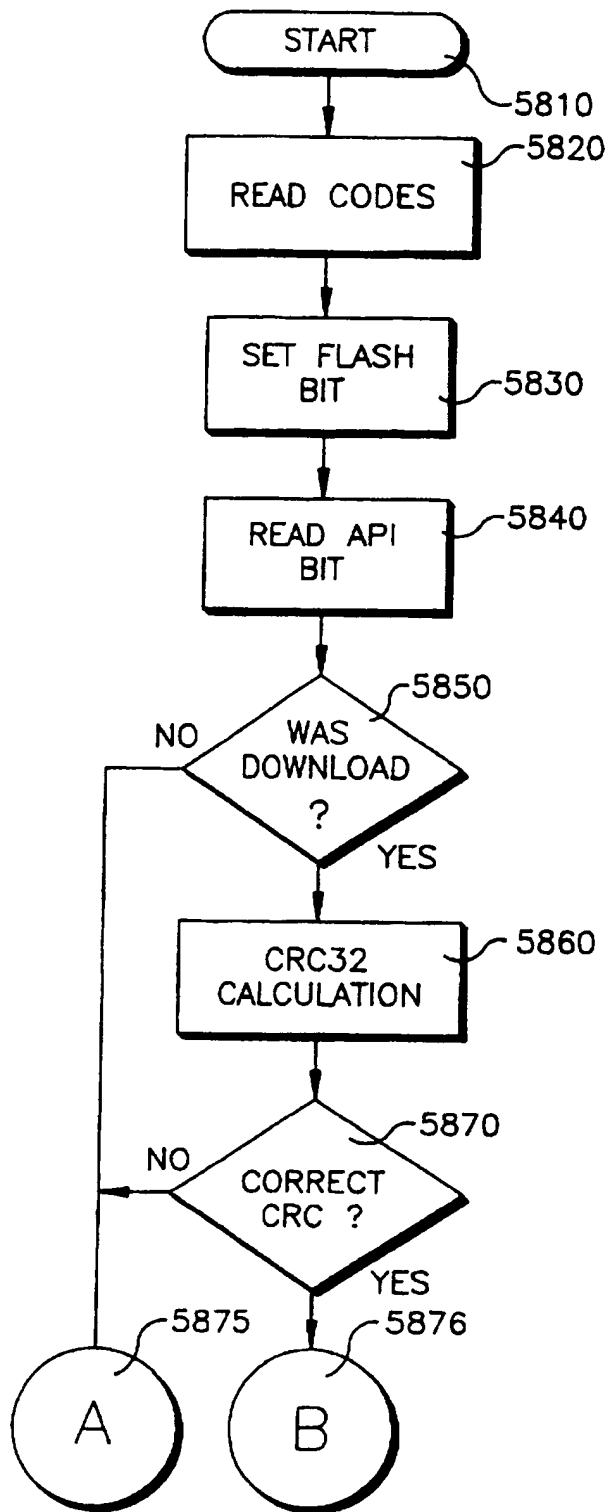 START
5810
5820
READ CODES
SET FLASH
BIT
5830
READ API
BIT
5840
5850
NO
WAS
DOWNLOAD
?
YES
5860
CRC32
CALCULATION
5870
NO
CORRECT
CRC ?
YES
5875
5876
A
B